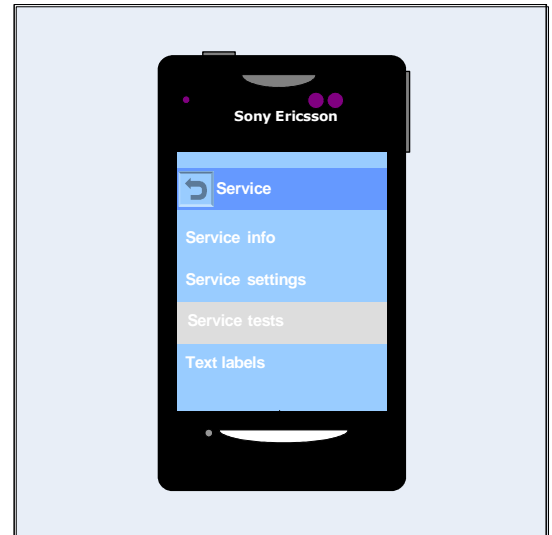 Sony Ericsson
Service
Service info
Service settings
Service tests
Text labels